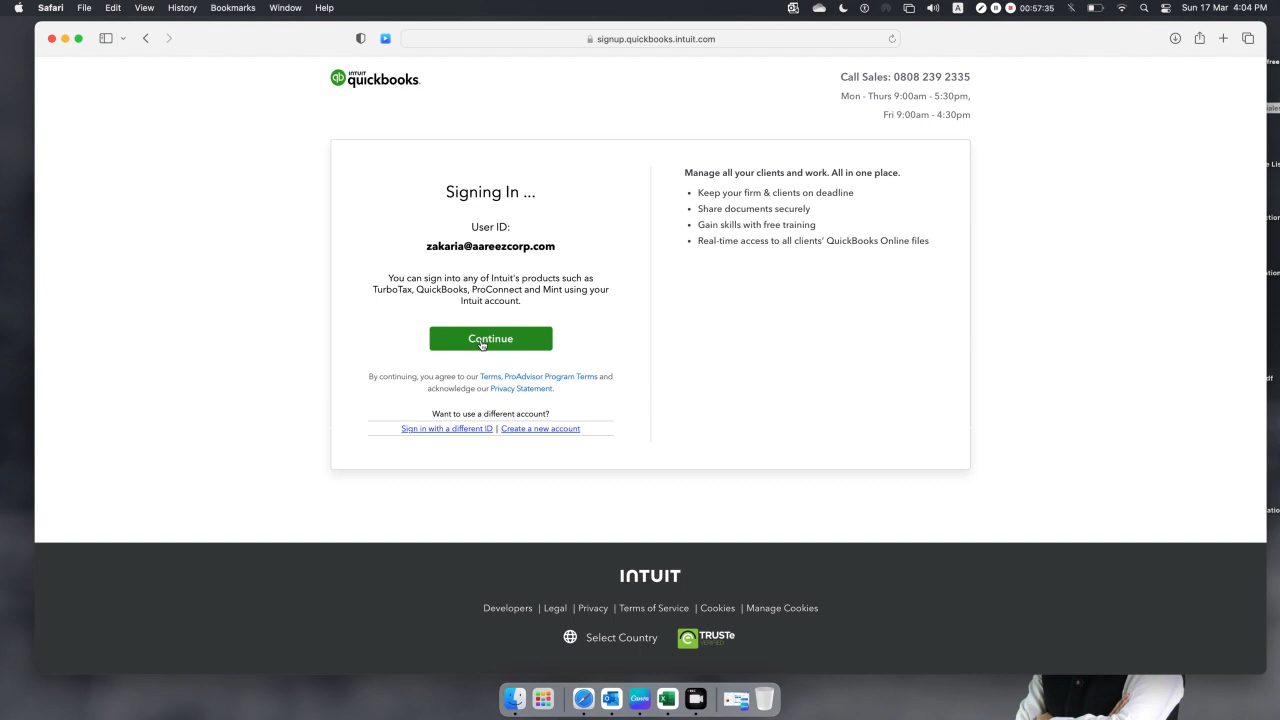 Safari File Edit View History Bookmarks Window Help
00:57:35
A
Sun 17 Mar 4:04 PM
signup.quickbooks.intuit.com
qb INTUIT quickbooks.
Call Sales: 0808 239 2335
Mon - Thurs 9:00am - 5:30pm,
Fri 9:00am - 4:30pm
Signing In ...
User ID:
zakaria@aareezcorp.com
You can sign into any of Intuit's products such as
TurboTax, QuickBooks, ProConnect and Mint using your
Intuit account.
Continue
By continuing, you agree to our Terms, ProAdvisor Program Terms and
acknowledge our Privacy Statement.
Want to use a different account?
Sign in with a different ID | Create a new account
Manage all your clients and work. All in one place.
• Keep your firm & clients on deadline
• Share documents securely
• Gain skills with free training
• Real-time access to all clients' QuickBooks Online files
INTUIT
Developers | Legal | Privacy | Terms of Service | Cookies | Manage Cookies
Select Country
TRUSTe
VERIFIED
Canva